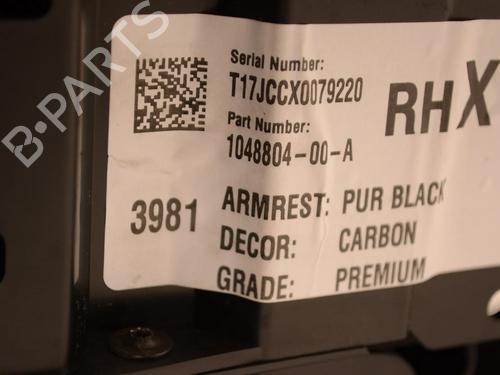 B-PARTS
Serial Number:
T17JCCX0079220
Part Number:
1048804-00-A
RHX
3981
ARMREST: PUR BLACK
DECOR: CARBON
GRADE: PREMIUM